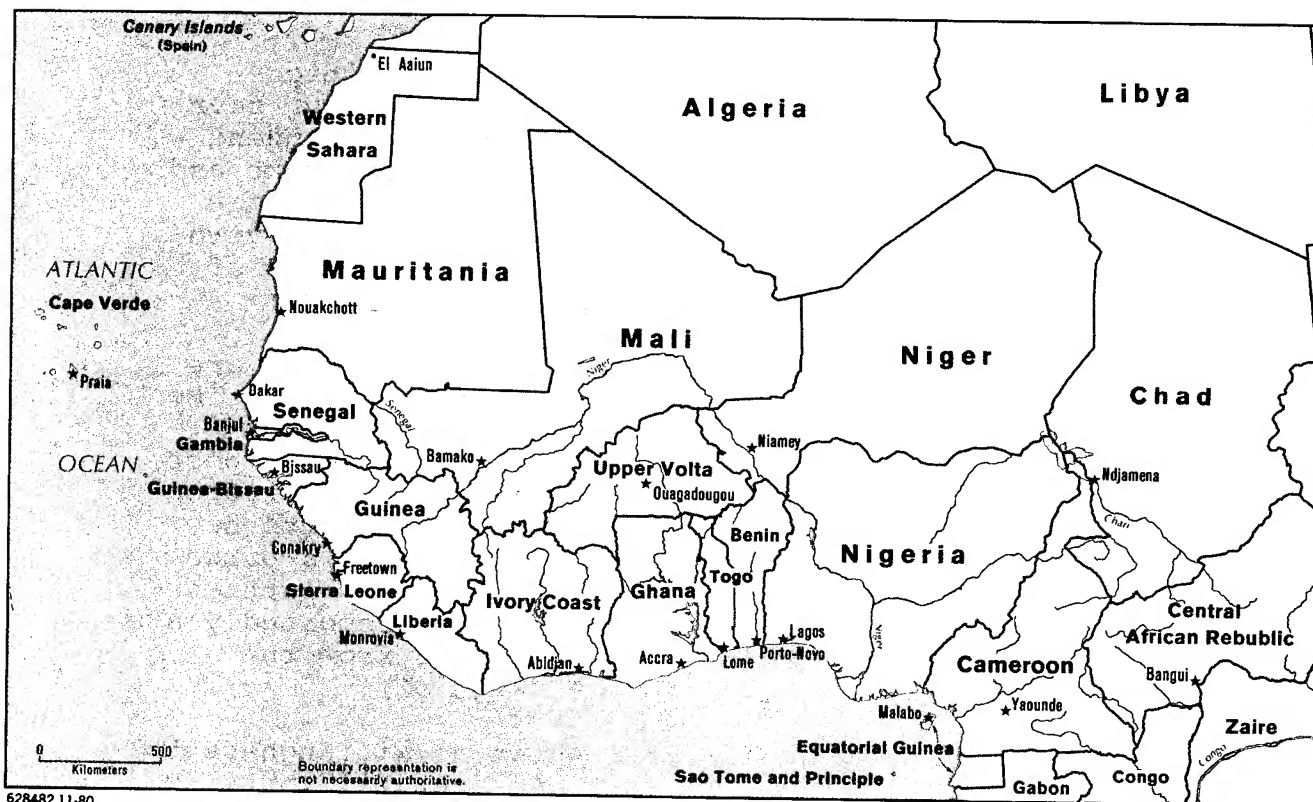 Canary Islands
(Spain)
El Aaiun
Algeria
Libya
Western
Sahara
ATLANTIC
Cape Verde
Mauritania
Nouakchott
Mali
Niger
Niger
Chad
Praia
Dakar
Senegal
Senegal
Banjul
Gambia
Bamako
Niamey
OCEAN
Bissau
Guinea-Bissau
Upper Volta
Ouagadougou
Ndjamena
Guinea
Chari
Benin
Nigeria
Conakry
Freetown
Sierra Leone
Togo
Ghana
Ivory Coast
Liberia
Central
African Rebublic
Monrovia
Lagos
Niger
Porto-Novo
Abidjan
Accra
Lome
Cameroon
Bangui
Malabo
Yaounde
Zaire
Equatorial Guinea
Congo
0 500
Kilometers
Boundary representation is
not necessarily authoritative.
Sao Tome and Principle
Gabon
Congo
628482 11-80